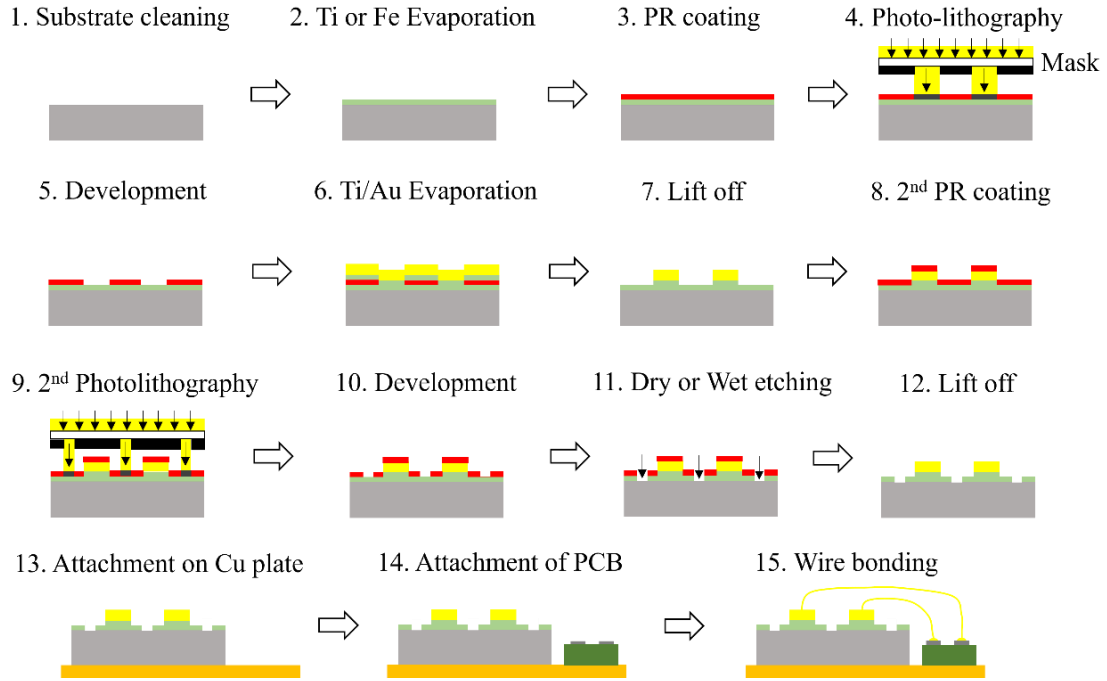 1. Substrate cleaning
2. Ti or Fe Evaporation
3. PR coating
4. Photo-lithography
Mask
5. Development
6. Ti/Au Evaporation
7. Lift off
8. 2nd PR coating
9. 2nd Photolithography
10. Development
11. Dry or Wet etching
12. Lift off
13. Attachment on Cu plate
14. Attachment of PCB
15. Wire bonding